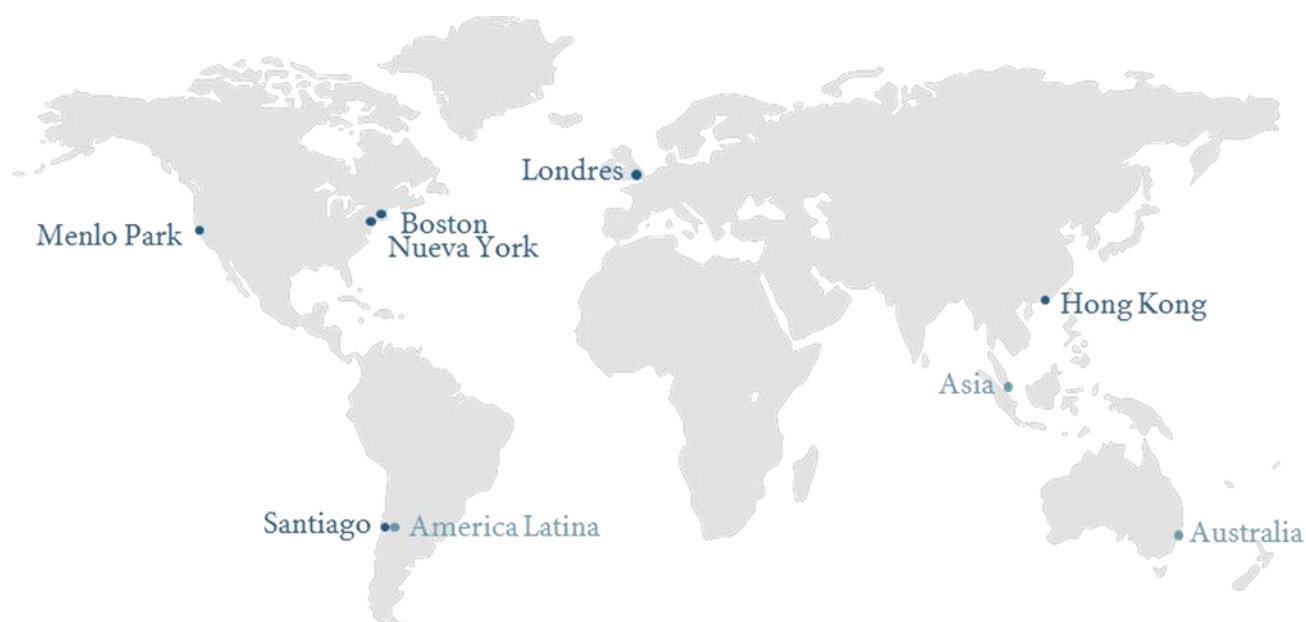 Londres
Boston
Menlo Park
Nueva York
Hong Kong
Asia
Santiago
America Latina
Australia